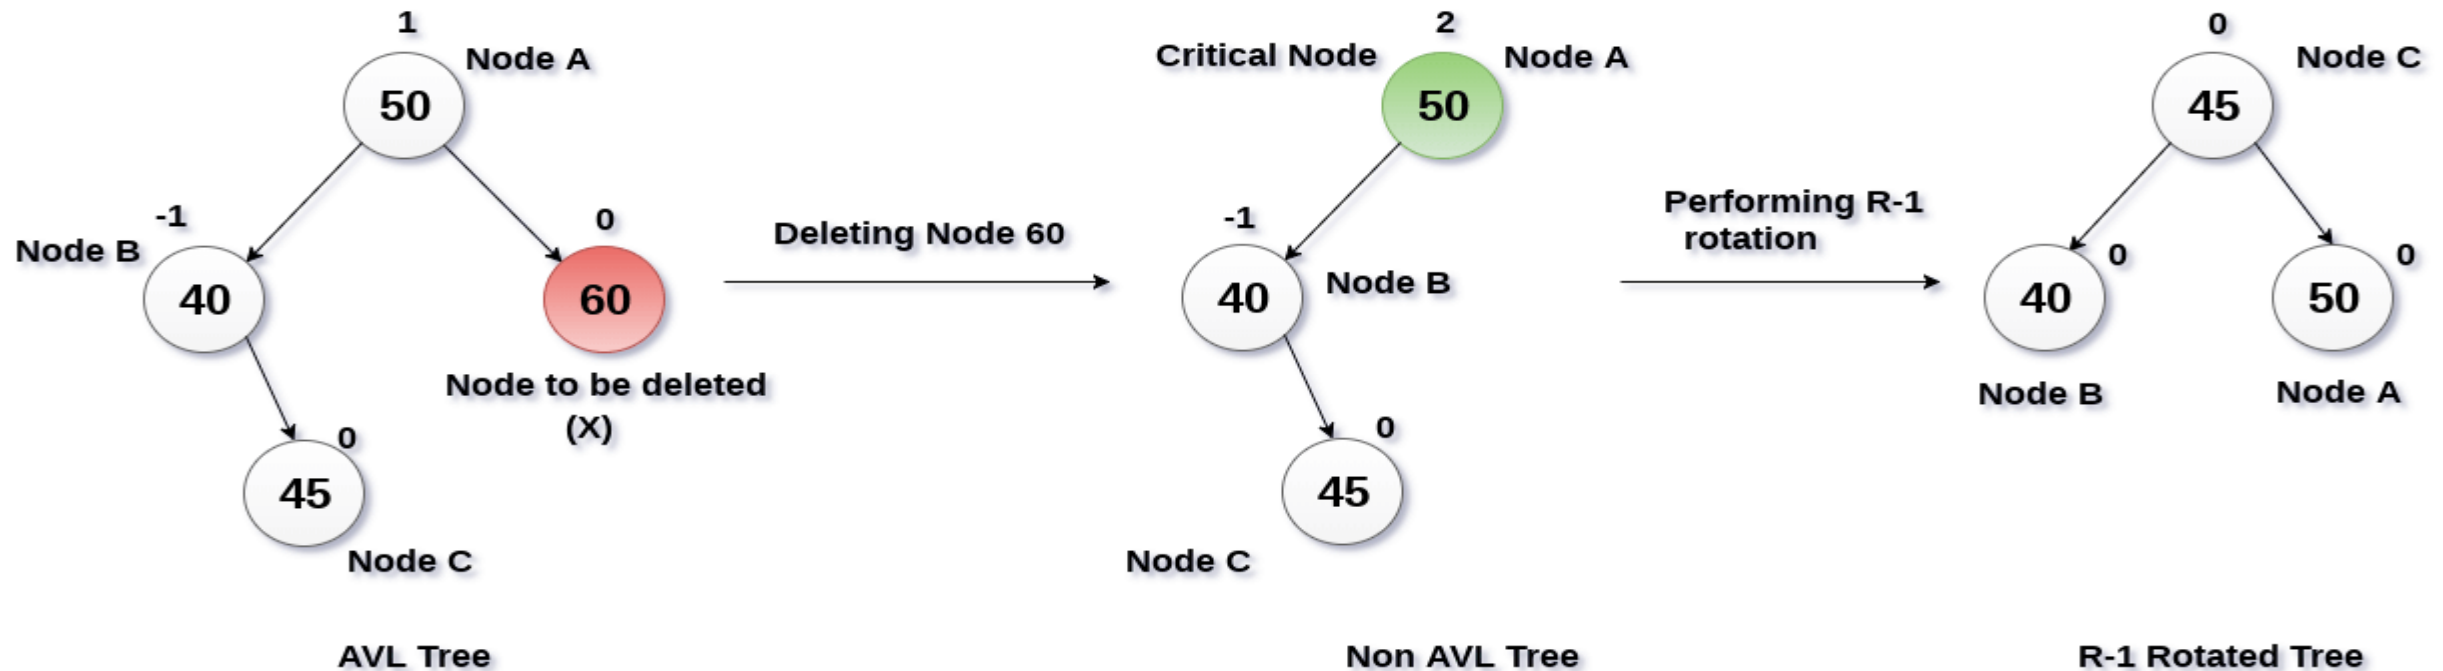 1
Node A
50
-1
Node B
40
0
60
Node to be deleted
(X)
0
45
Node C
AVL Tree
Deleting Node 60
2
Critical Node
Node A
50
-1
40
Node B
0
45
Node C
Non AVL Tree
Performing R-1
rotation
0
Node C
45
0
40
Node B
0
50
Node A
R-1 Rotated Tree